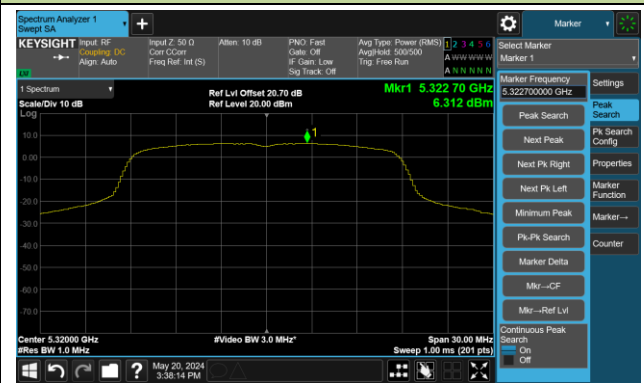 Spectrum Analyzer 1
Swept SA
+
Marker
KEYSIGHT
Input: RF
Coupling: DC
Align: Auto
Input Z: 50 Ω
Corr CCorr
Freq Ref: Int (S)
Atten: 10 dB
PNO: Fast
Gate: Off
IF Gain: Low
Sig Track: Off
Avg Type: Power (RMS)
Avg|Hold: 500/500
Trig: Free Run
1 2 3 4 5 6
A W W W W W
A N N N N N
Select Marker
Marker 1
1 Spectrum
Scale/Div 10 dB
Log
Ref Lvl Offset 20.70 dB
Ref Level 20.00 dBm
Mkr1 5.322 70 GHz
6.312 dBm
1
10.0
0.00
-10.0
-20.0
-30.0
-40.0
-50.0
-60.0
-70.0
Center 5.32000 GHz
#Res BW 1.0 MHz
#Video BW 3.0 MHz*
Span 30.00 MHz
Sweep 1.00 ms (201 pts)
Marker Frequency
5.322700000 GHz
Peak Search
Next Peak
Next Pk Right
Next Pk Left
Minimum Peak
Pk-Pk Search
Marker Delta
Mkr→CF
Mkr→Ref Lvl
Continuous Peak
Search
On
Off
Settings
Peak
Search
Pk Search
Config
Properties
Marker
Function
Marker→
Counter
?
May 20, 2024
3:38:14 PM